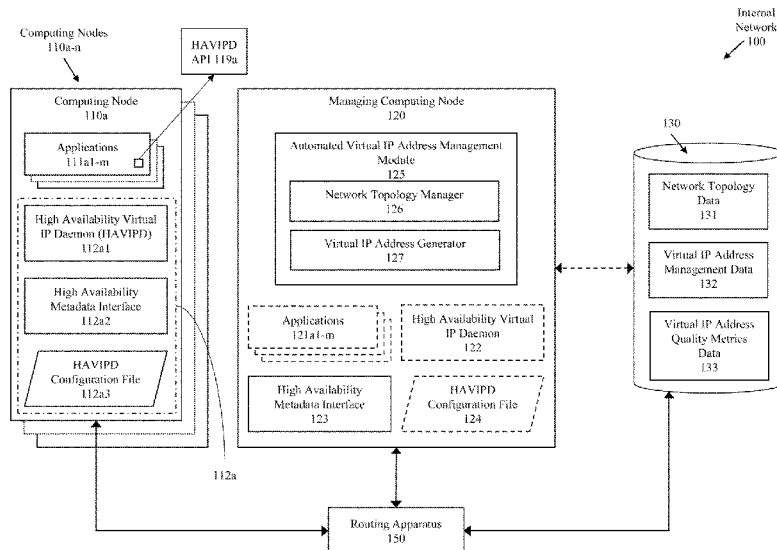 Computing Nodes
110a-n
HAVIPD
API 119a
Internal
Network
100
Computing Node
110a
Applications
111a1-m
High Availability Virtual
IP Daemon (HAVIPD)
112a1
High Availability
Metadata Interface
112a2
HAVIPD
Configuration File
112a3
112a
Managing Computing Node
120
Automated Virtual IP Address Management
Module
125
Network Topology Manager
126
Virtual IP Address Generator
127
Applications
121a1-m
High Availability Virtual
IP Daemon
122
High Availability
Metadata Interface
123
HAVIPD
Configuration File
124
130
Network Topology
Data
131
Virtual IP Address
Management Data
132
Virtual IP Address
Quality Metrics
Data
133
Routing Apparatus
150